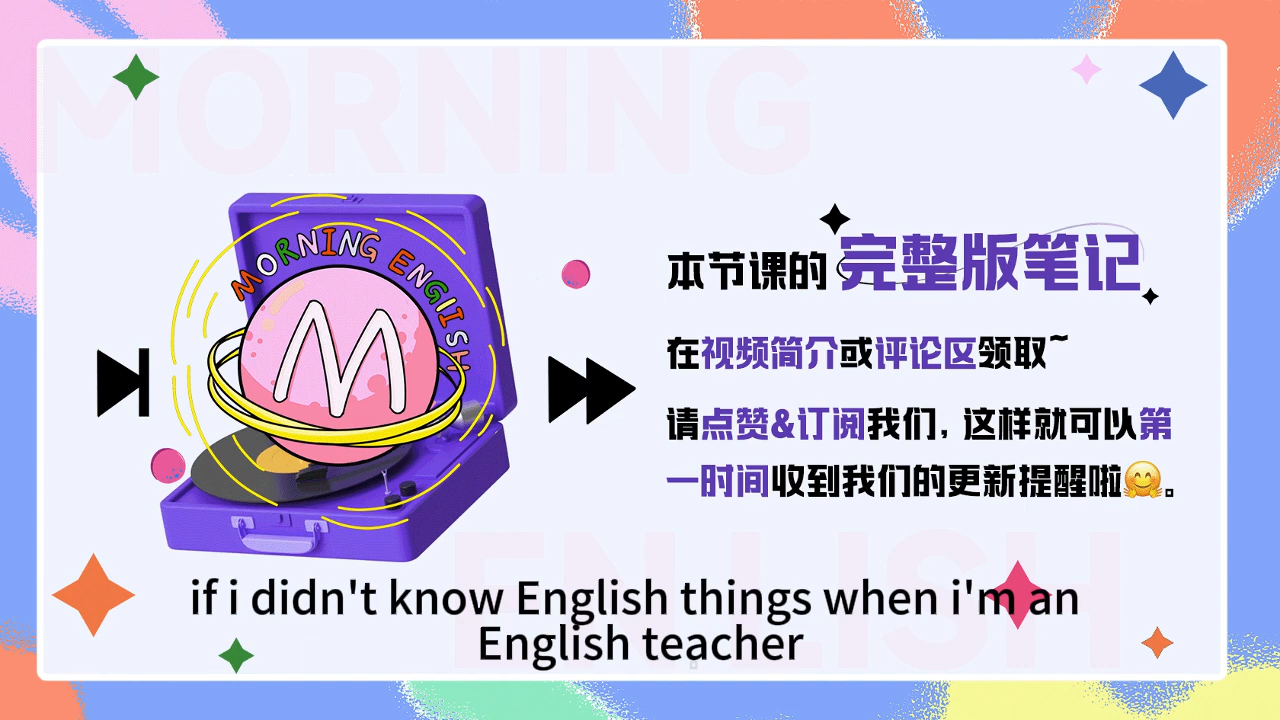 MORNING
MORNING ENGLISH
M
本节课的 完整版笔记
在视频简介或评论区领取~
请点赞&订阅我们, 这样就可以第
一时间收到我们的更新提醒啦🤗。
ENGLISH
if i didn't know English things when i'm an
English teacher